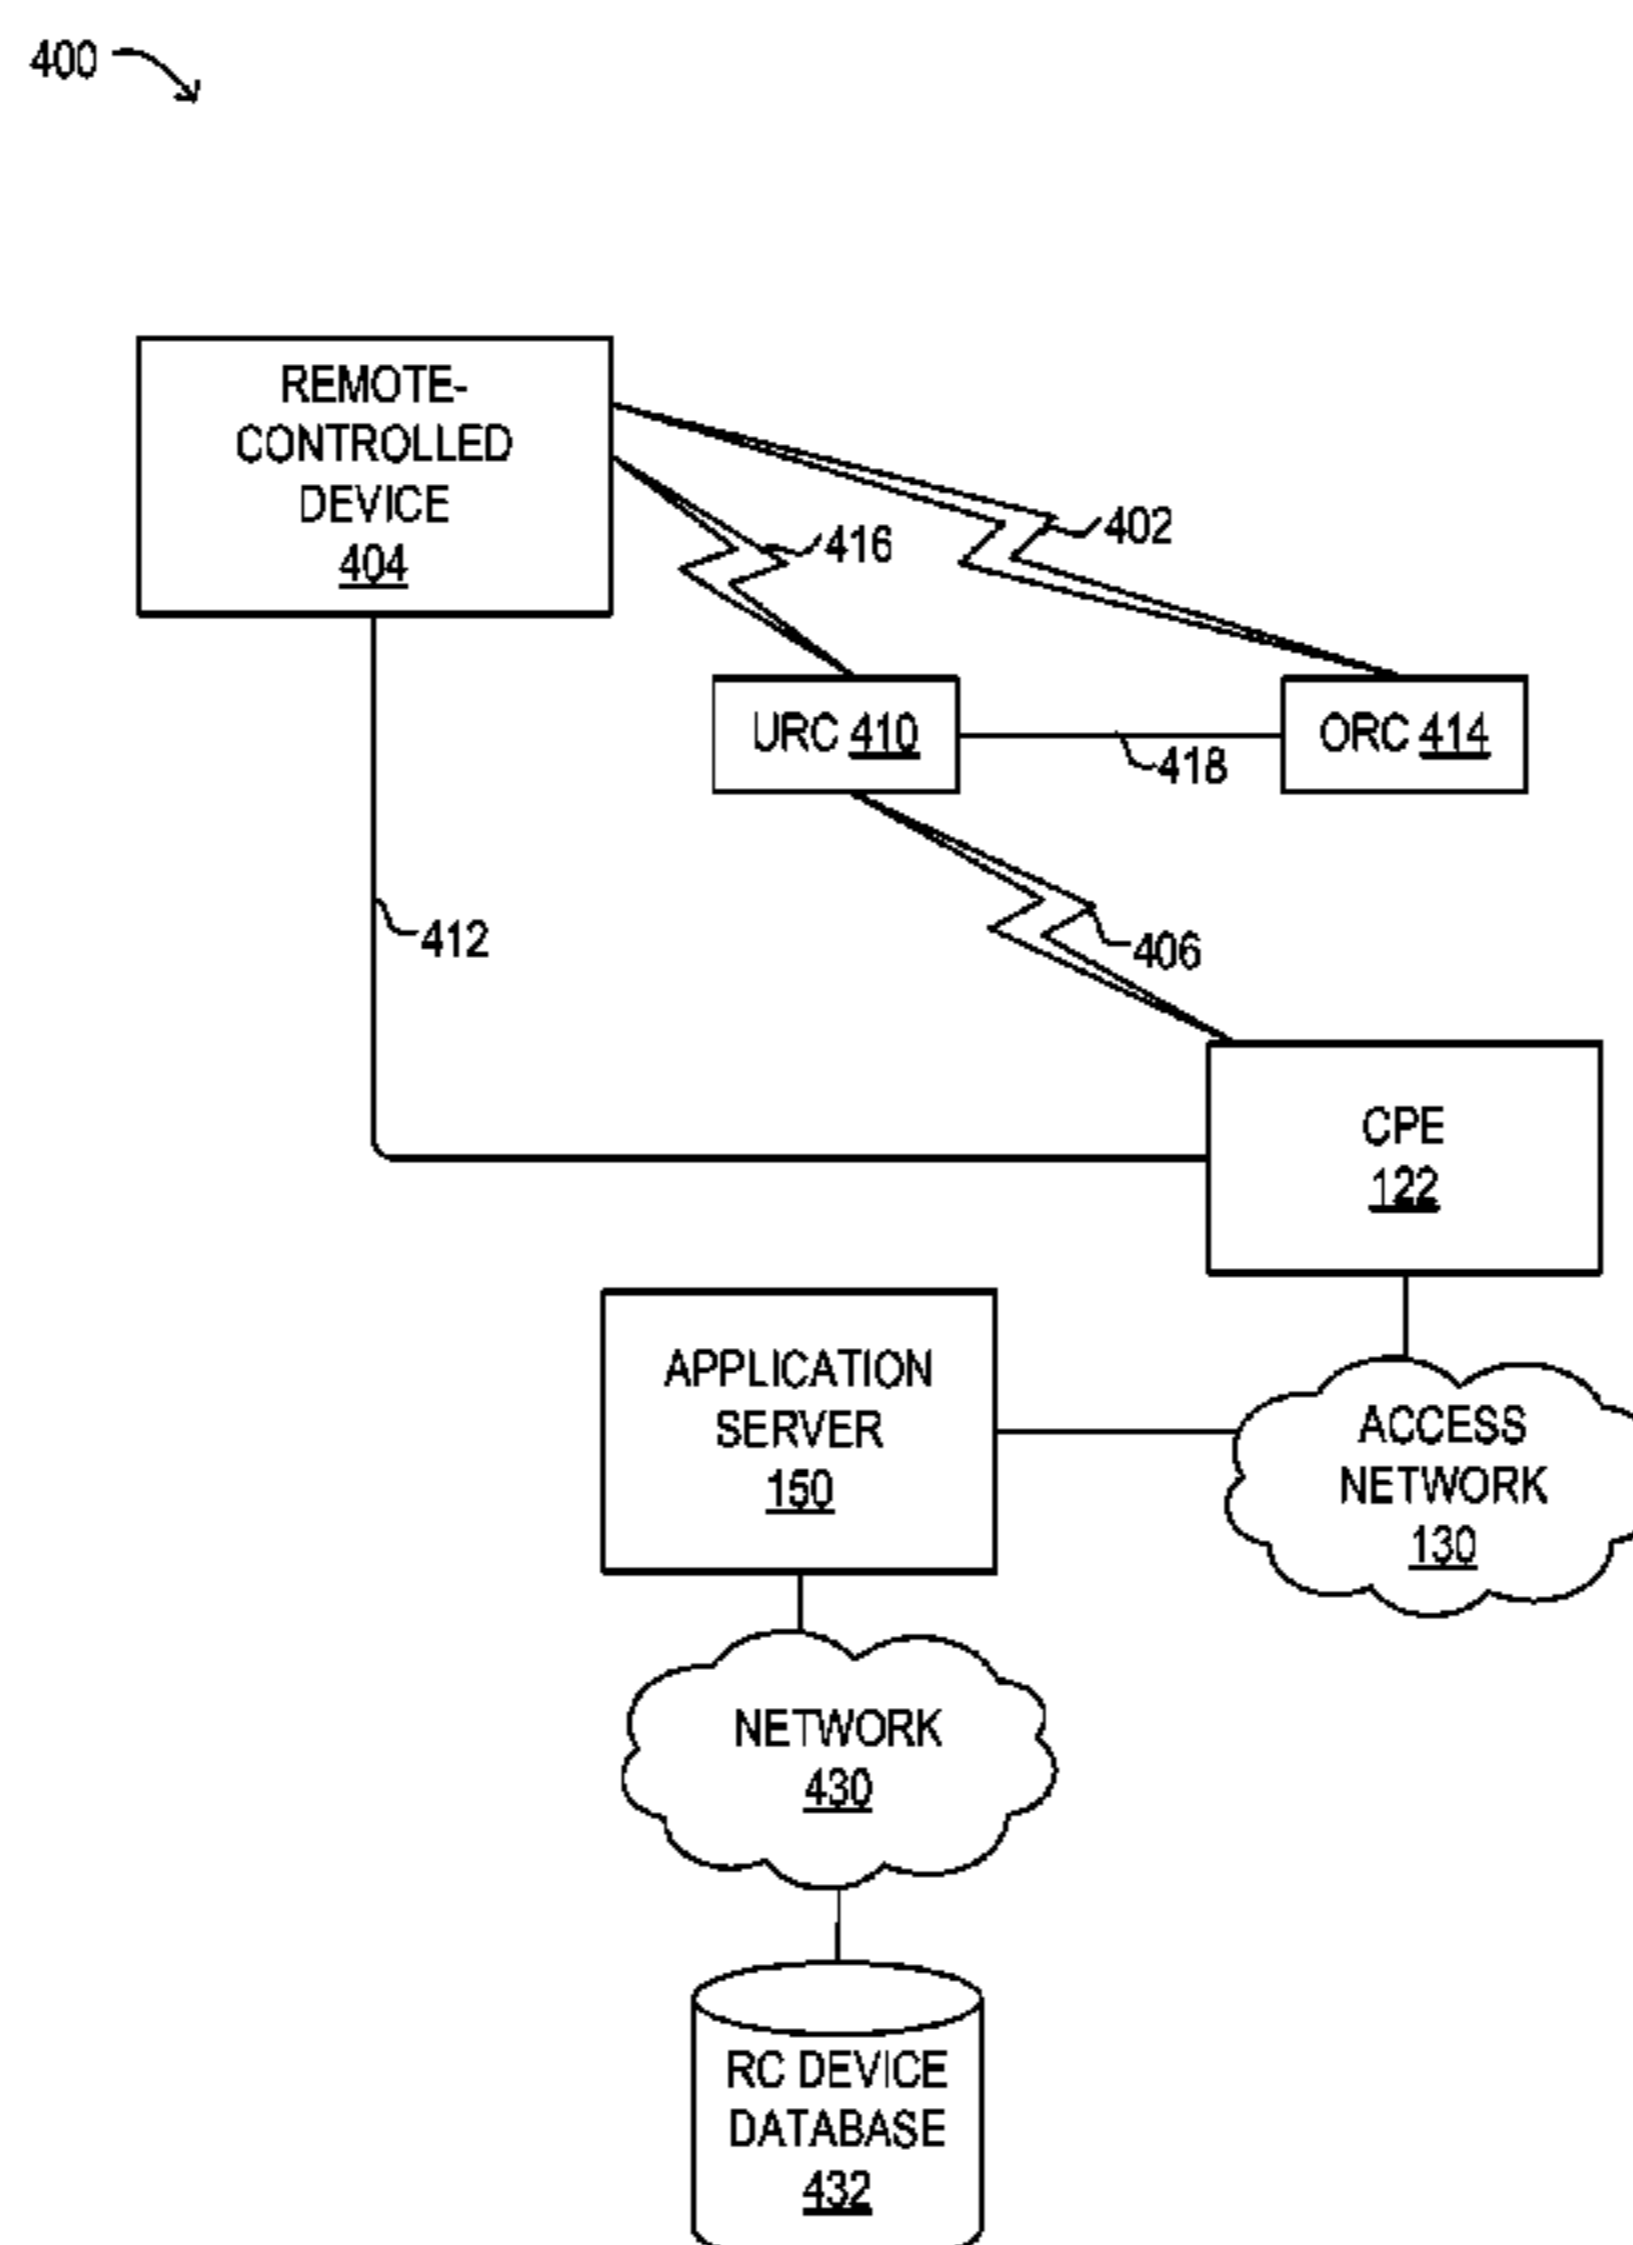 400
REMOTE-
CONTROLLED
DEVICE
404
402
416
URC 410
ORC 414
418
412
406
CPE
122
APPLICATION
SERVER
150
ACCESS
NETWORK
130
NETWORK
430
RC DEVICE
DATABASE
432